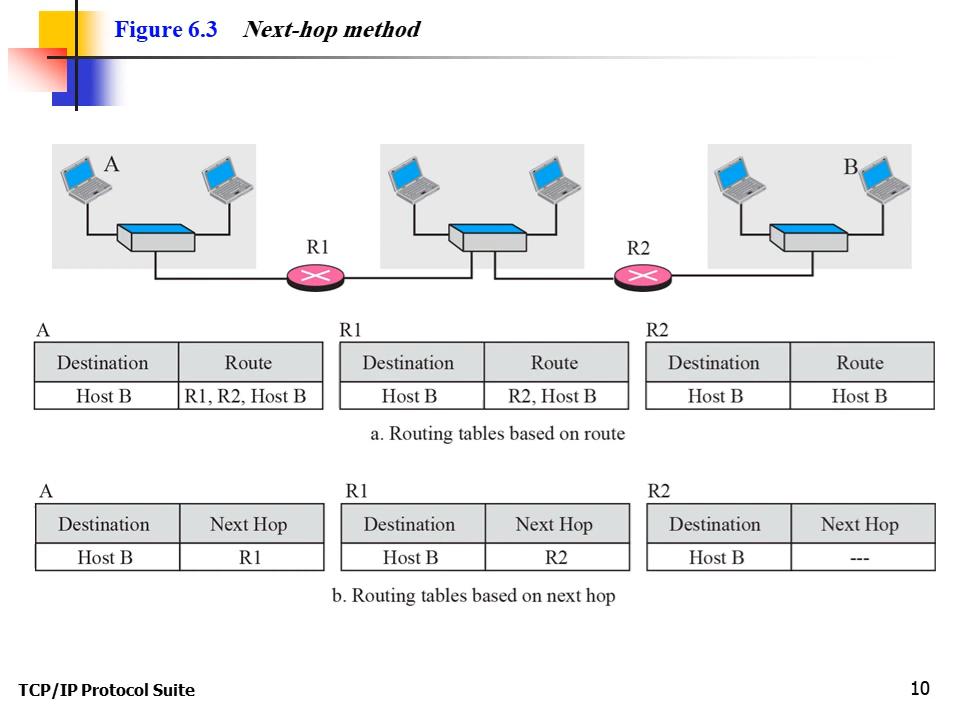 Figure 6.3 Next-hop method
A
B
R1
R2
A
R1
R2
Destination Route
Destination Route
Destination Route
Host B R1, R2, Host B
Host B R2, Host B
Host B Host B
a. Routing tables based on route
A
R1
R2
Destination Next Hop
Destination Next Hop
Destination Next Hop
Host B R1
Host B R2
Host B ---
b. Routing tables based on next hop
TCP/IP Protocol Suite
10